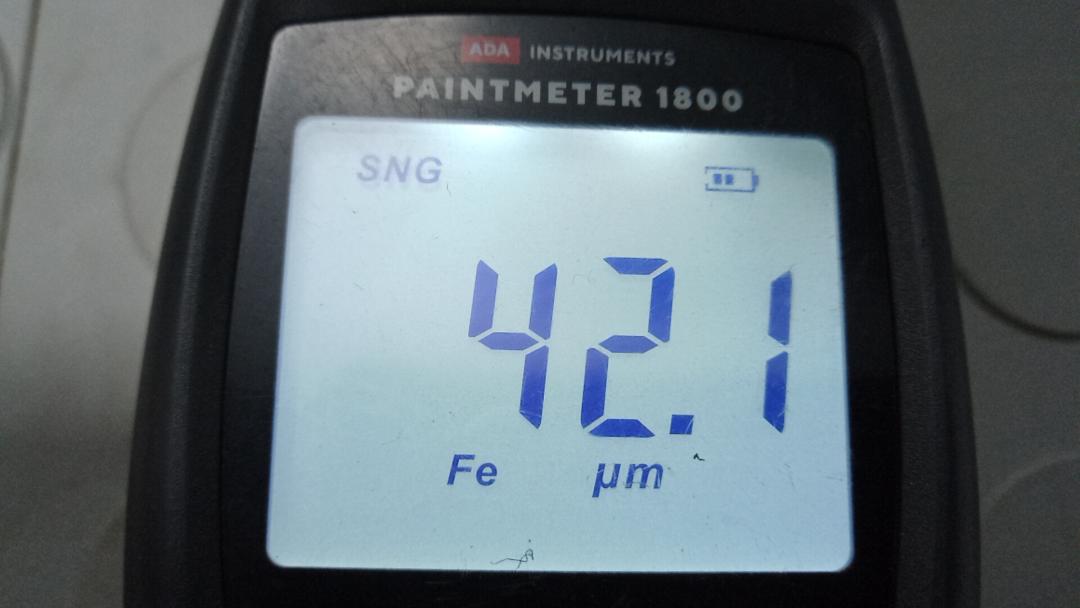 ADA INSTRUMENTS
PAINTMETER 1800
SNG
42.1
Fe µm